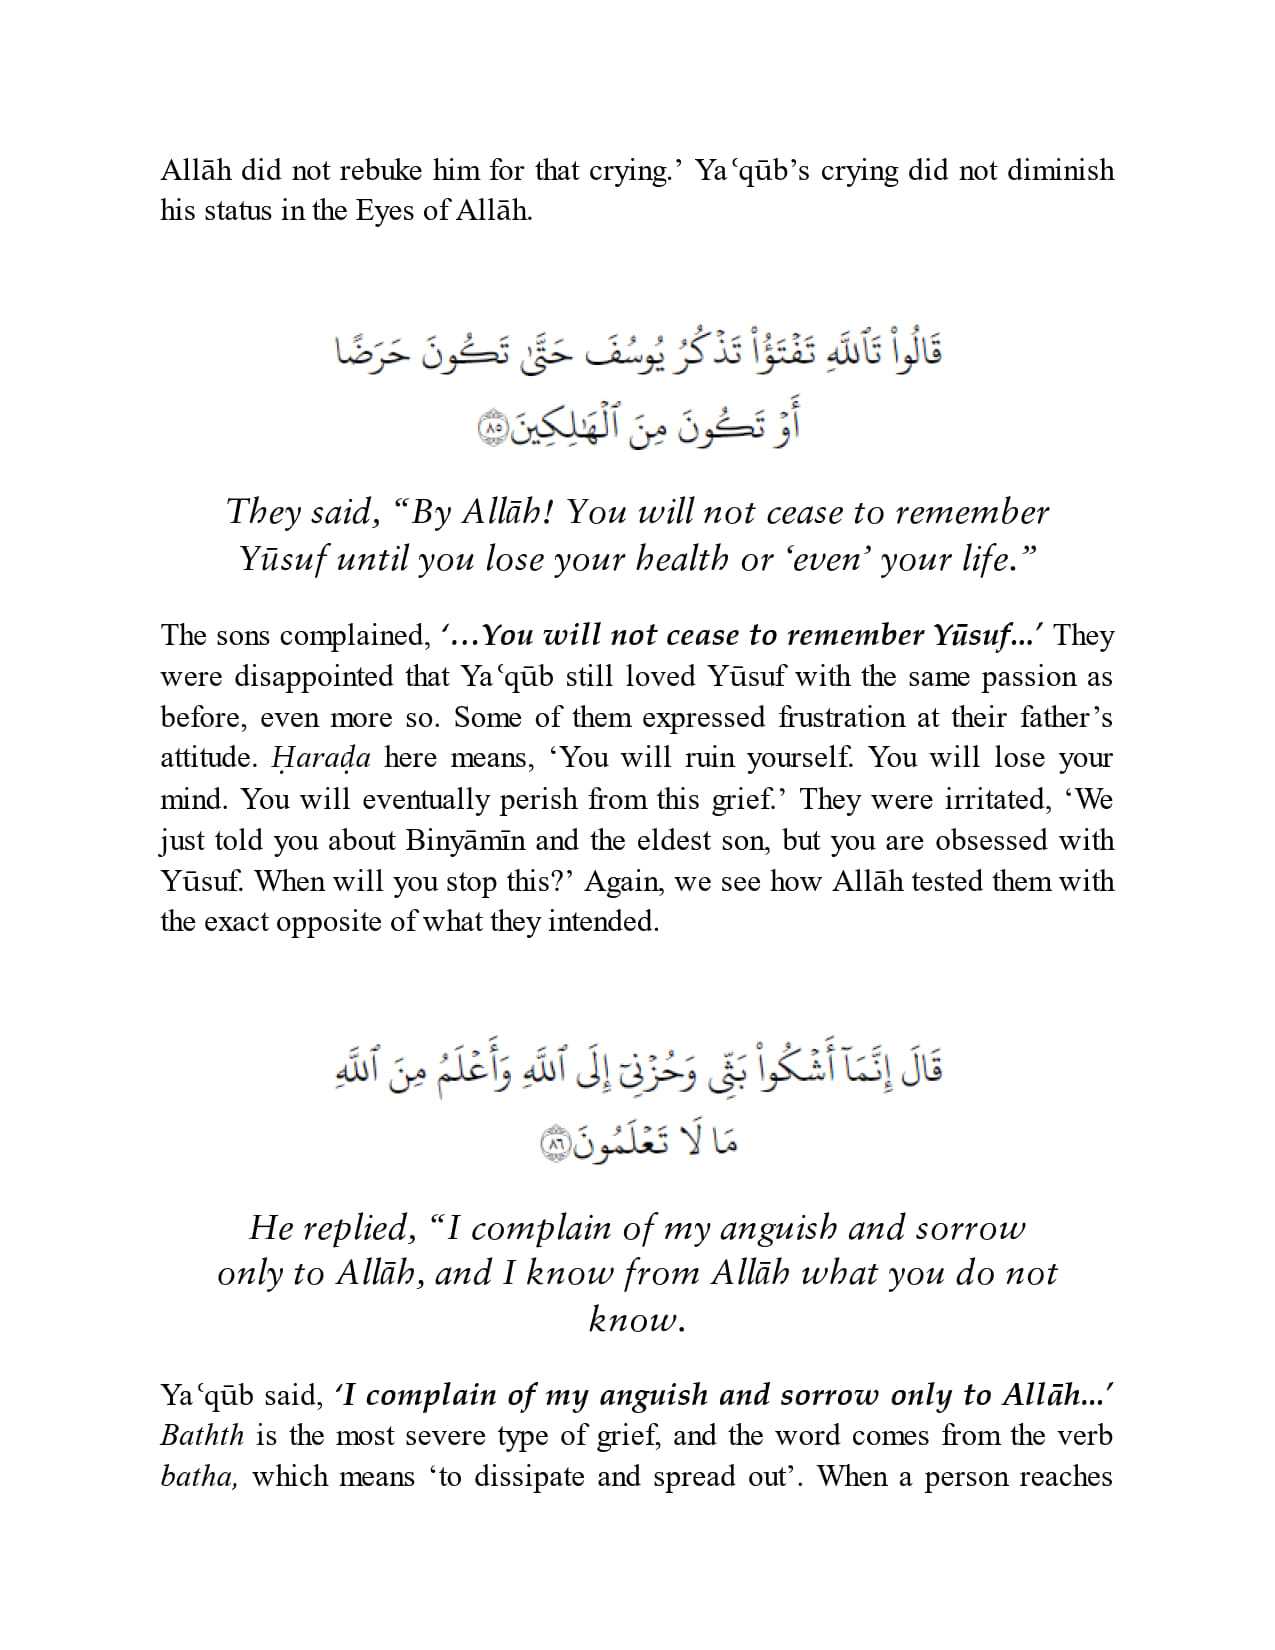 Allāh did not rebuke him for that crying.’ Yaʿqūb’s crying did not diminish
his status in the Eyes of Allāh.
قَالُوا۟ تَٱللَّهِ تَفْتَؤُا۟ تَذْكُرُ يُوسُفَ حَتَّىٰ تَكُونَ حَرَضًا
أَوْ تَكُونَ مِنَ ٱلْهَـٰلِكِينَ ٨٥
They said, “By Allāh! You will not cease to remember
Yūsuf until you lose your health or ‘even’ your life.”
The sons complained, ‘…You will not cease to remember Yūsuf...’ They
were disappointed that Yaʿqūb still loved Yūsuf with the same passion as
before, even more so. Some of them expressed frustration at their father’s
attitude. Ḥaraḍa here means, ‘You will ruin yourself. You will lose your
mind. You will eventually perish from this grief.’ They were irritated, ‘We
just told you about Binyāmīn and the eldest son, but you are obsessed with
Yūsuf. When will you stop this?’ Again, we see how Allāh tested them with
the exact opposite of what they intended.
قَالَ إِنَّمَآ أَشْكُوا۟ بَثِّى وَحُزْنِىٓ إِلَى ٱللَّهِ وَأَعْلَمُ مِنَ ٱللَّهِ
مَا لَا تَعْلَمُونَ ٨٦
He replied, “I complain of my anguish and sorrow
only to Allāh, and I know from Allāh what you do not
know.
Yaʿqūb said, ‘I complain of my anguish and sorrow only to Allāh...’
Bathth is the most severe type of grief, and the word comes from the verb
batha, which means ‘to dissipate and spread out’. When a person reaches